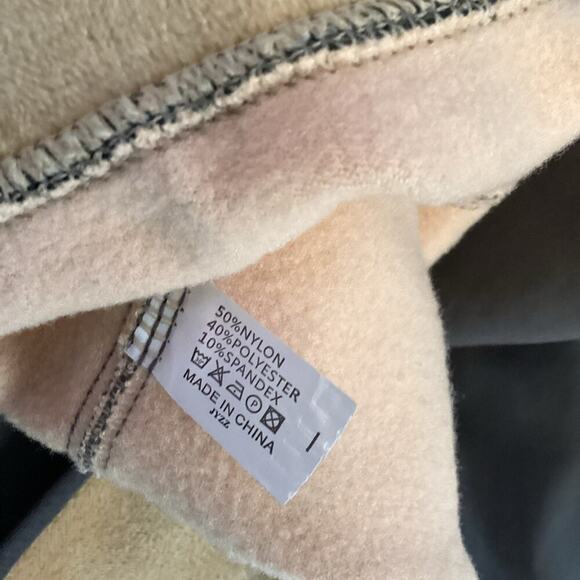 50%NYLON
40%POLYESTER
10%SPANDEX
P
MADE IN CHINA
JYZZ
I